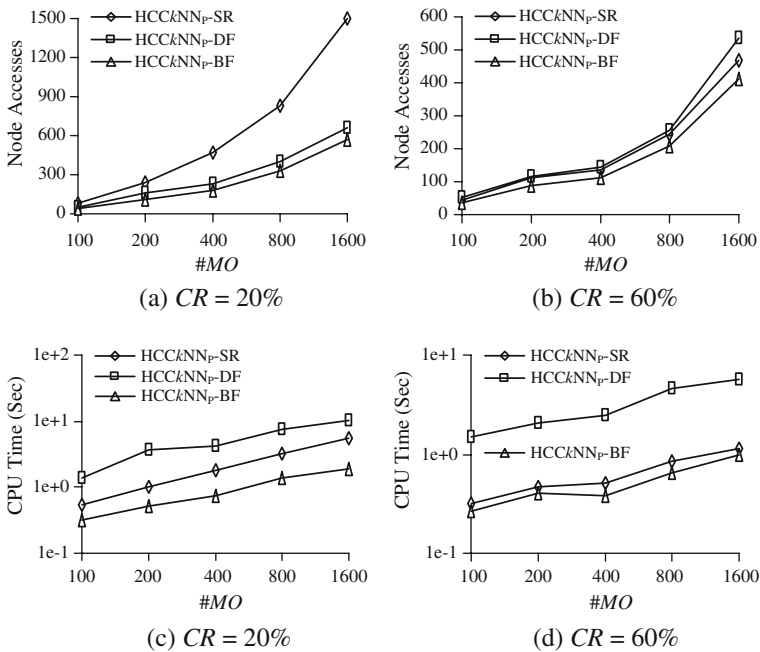 1500
1200
900
600
300
0
Node Accesses
HCCkNNP-SR
HCCkNNP-DF
HCCkNNP-BF
100 200 400 800 1600
#MO
(a) CR = 20%
600
500
400
300
200
100
0
Node Accesses
HCCkNNP-SR
HCCkNNP-DF
HCCkNNP-BF
100 200 400 800 1600
#MO
(b) CR = 60%
1e+2
1e+1
1e+0
1e-1
CPU Time (Sec)
HCCkNNP-SR
HCCkNNP-DF
HCCkNNP-BF
100 200 400 800 1600
#MO
(c) CR = 20%
1e+1
1e+0
1e-1
CPU Time (Sec)
HCCkNNP-SR
HCCkNNP-DF
HCCkNNP-BF
100 200 400 800 1600
#MO
(d) CR = 60%